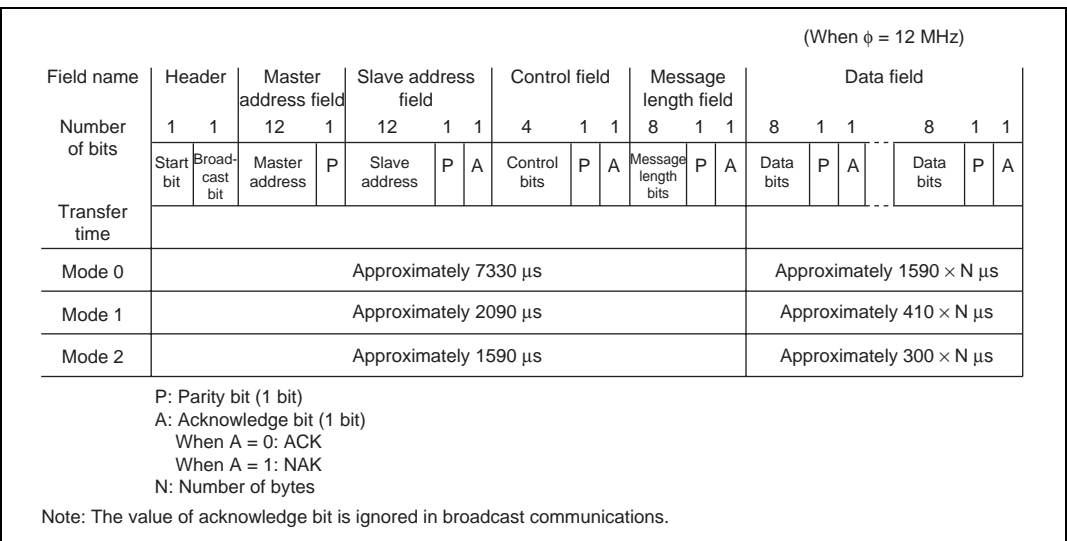 (When ϕ = 12 MHz)
Field name Header Master address field Slave address field Control field Message length field Data field
Number of bits 1 1 12 1 12 1 1 4 1 1 8 1 1 8 1 1 8 1 1
Start bit Broad-cast bit Master address P Slave address P A Control bits P A Message length bits P A Data bits P A Data bits P A
Transfer time
Mode 0 Approximately 7330 μs Approximately 1590 × N μs
Mode 1 Approximately 2090 μs Approximately 410 × N μs
Mode 2 Approximately 1590 μs Approximately 300 × N μs
P: Parity bit (1 bit)
A: Acknowledge bit (1 bit)
When A = 0: ACK
When A = 1: NAK
N: Number of bytes
Note: The value of acknowledge bit is ignored in broadcast communications.